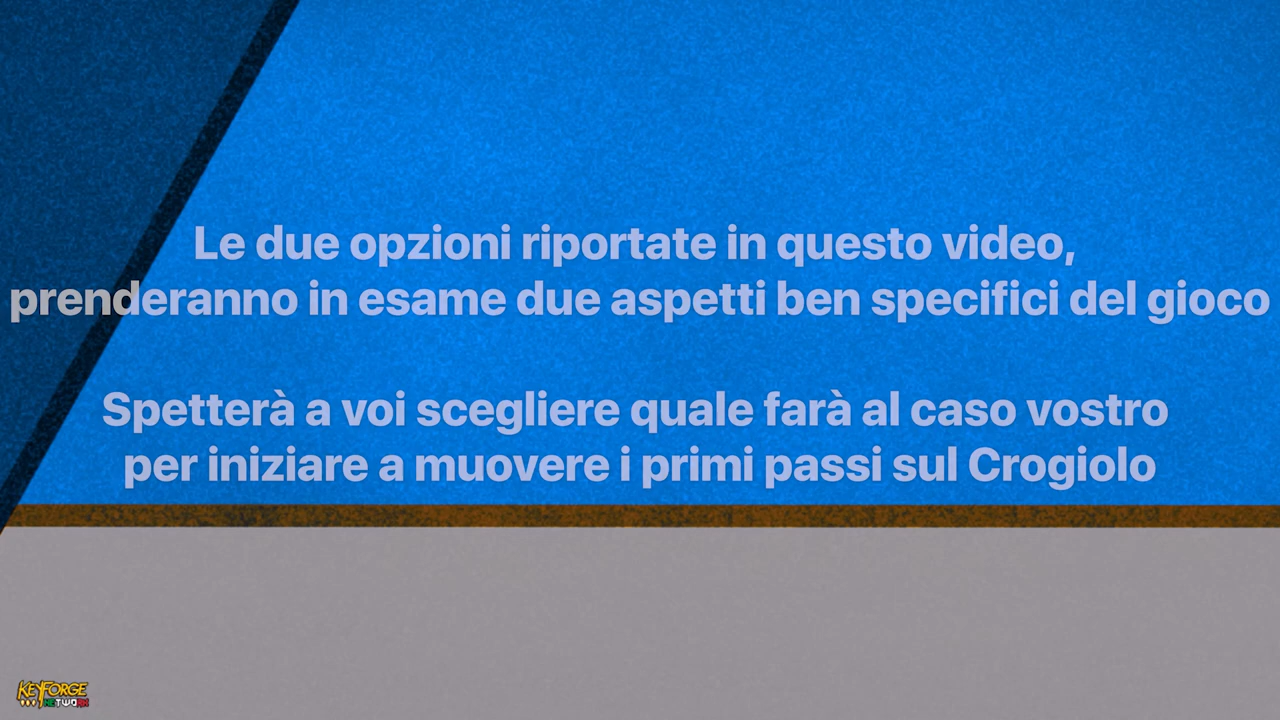 Le due opzioni riportate in questo video,
prenderanno in esame due aspetti ben specifici del gioco
Spetterà a voi scegliere quale farà al caso vostro
per iniziare a muovere i primi passi sul Crogiolo
KEYFORGE
NETWORK